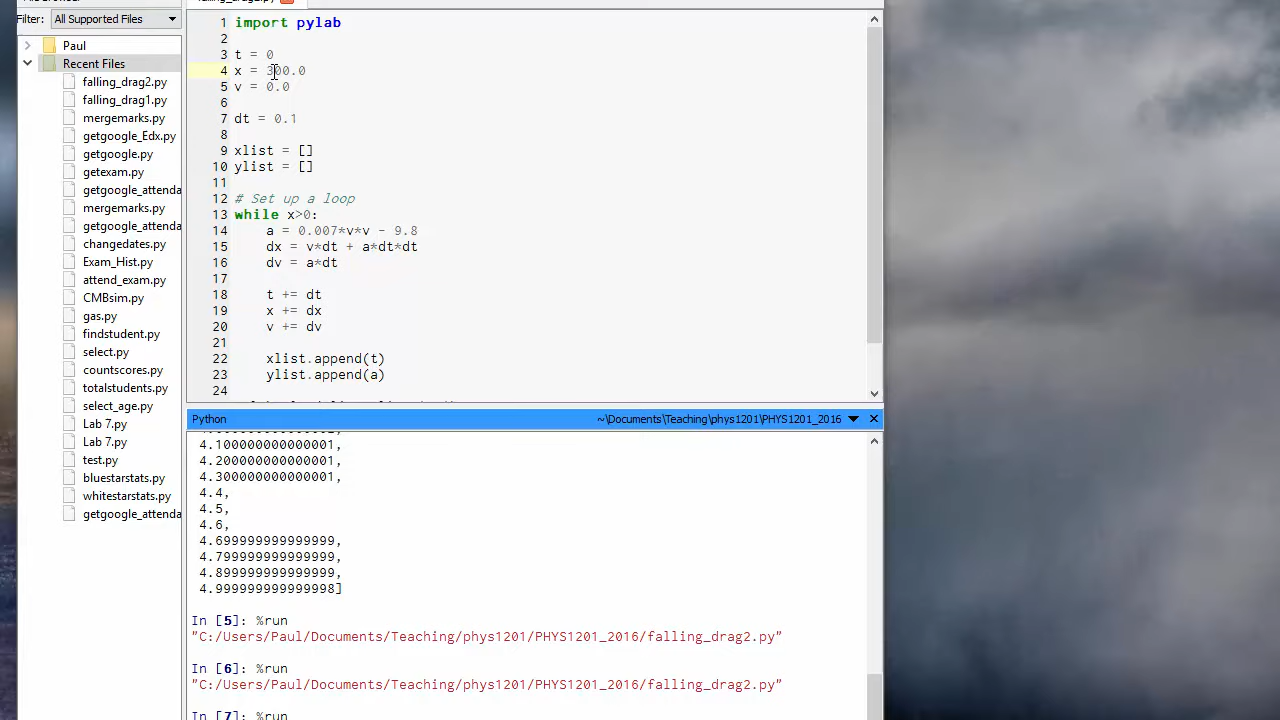 Filter: All Supported Files
Paul
Recent Files
falling_drag2.py
falling_drag1.py
mergemarks.py
getgoogle_Edx.py
getgoogle.py
getexam.py
getgoogle_attenda
mergemarks.py
getgoogle_attenda
changedates.py
Exam_Hist.py
attend_exam.py
CMBsim.py
gas.py
findstudent.py
select.py
countscores.py
totalstudents.py
select_age.py
Lab 7.py
Lab 7.py
test.py
bluestarstats.py
whitestarstats.py
getgoogle_attenda
1 import pylab
2
3 t = 0
4 x = 300.0
5 v = 0.0
6
7 dt = 0.1
8
9 xlist = []
10 ylist = []
11
12 # Set up a loop
13 while x>0:
14 a = 0.007*v*v - 9.8
15 dx = v*dt + a*dt*dt
16 dv = a*dt
17
18 t += dt
19 x += dx
20 v += dv
21
22 xlist.append(t)
23 ylist.append(a)
24
Python ~\Documents\Teaching\phys1201\PHYS1201_2016
4.100000000000001,
4.200000000000001,
4.300000000000001,
4.4,
4.5,
4.6,
4.699999999999999,
4.799999999999999,
4.899999999999999,
4.999999999999998]
In [5]: %run
"C:/Users/Paul/Documents/Teaching/phys1201/PHYS1201_2016/falling_drag2.py"
In [6]: %run
"C:/Users/Paul/Documents/Teaching/phys1201/PHYS1201_2016/falling_drag2.py"
In [7]: %run